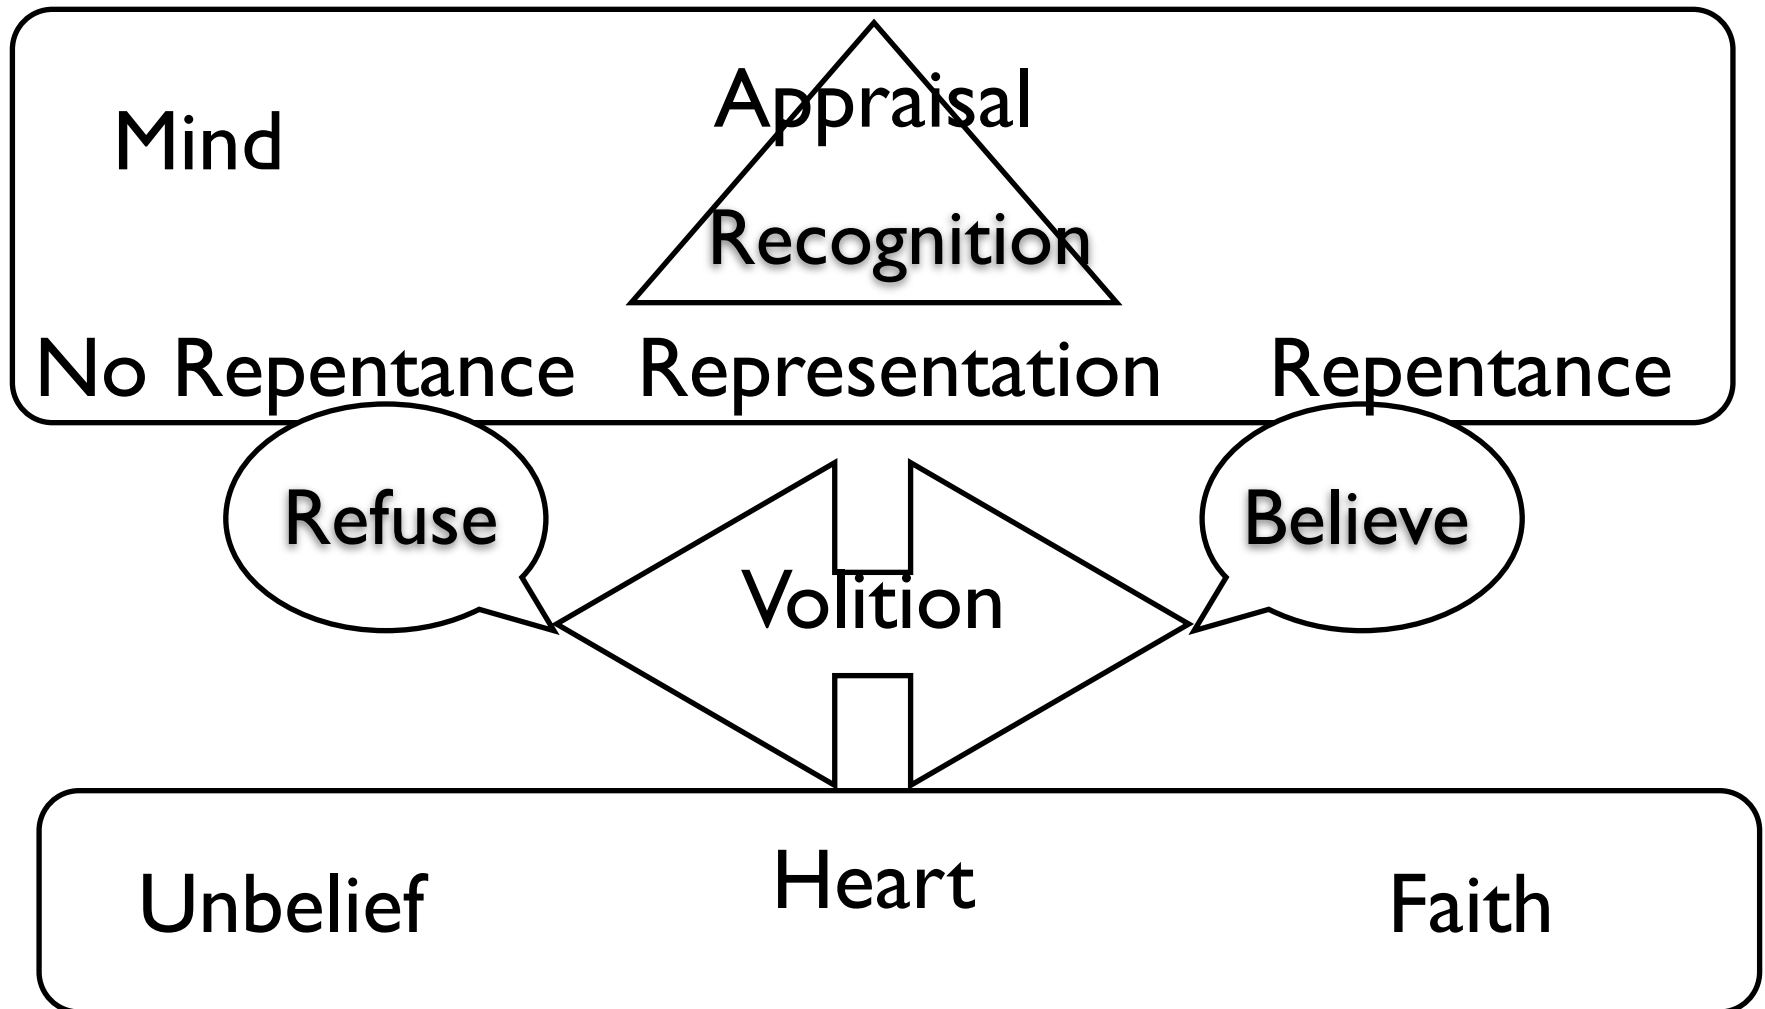 Appraisal
Mind
Recognition
No Repentance Representation Repentance
Refuse Believe
Volition
Heart
Unbelief Faith